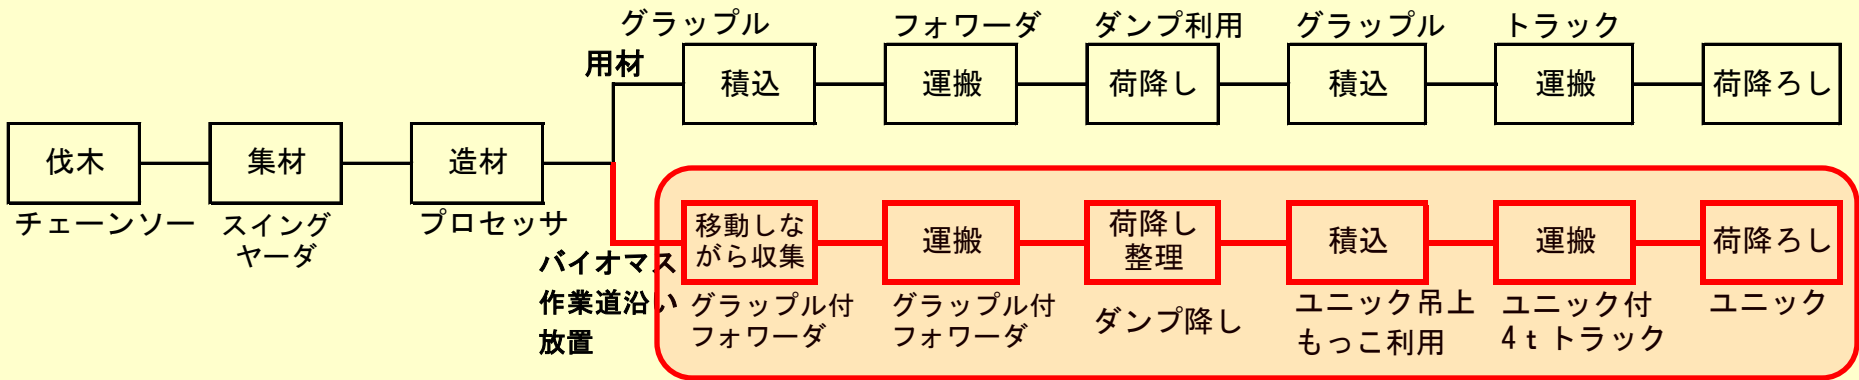 グラップル
フォワーダ
ダンプ利用
グラップル
トラック
用材
積込
運搬
荷降し
積込
運搬
荷降ろし
伐木
集材
造材
チェーンソー
スイング
ヤーダ
プロセッサ
バイオマス
作業道沿い
放置
移動しな
がら収集
運搬
荷降し
整理
積込
運搬
荷降ろし
グラップル付
フォワーダ
グラップル付
フォワーダ
ダンプ降し
ユニック吊上
もっこ利用
ユニック付
4tトラック
ユニック